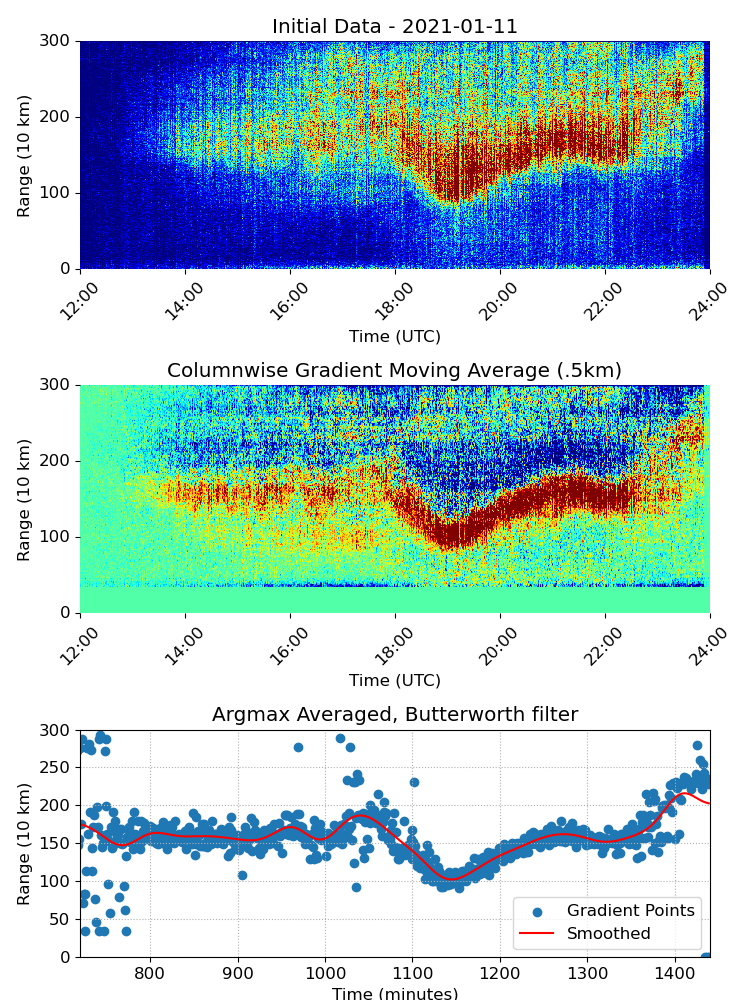 Initial Data - 2021-01-11
300
200
100
0
Range (10 km)
12:00 14:00 16:00 18:00 20:00 22:00 24:00
Time (UTC)
Columnwise Gradient Moving Average (.5km)
300
200
100
0
Range (10 km)
12:00 14:00 16:00 18:00 20:00 22:00 24:00
Time (UTC)
Argmax Averaged, Butterworth filter
300
250
200
150
100
50
0
Range (10 km)
Gradient Points
Smoothed
800 900 1000 1100 1200 1300 1400
Time (minutes)